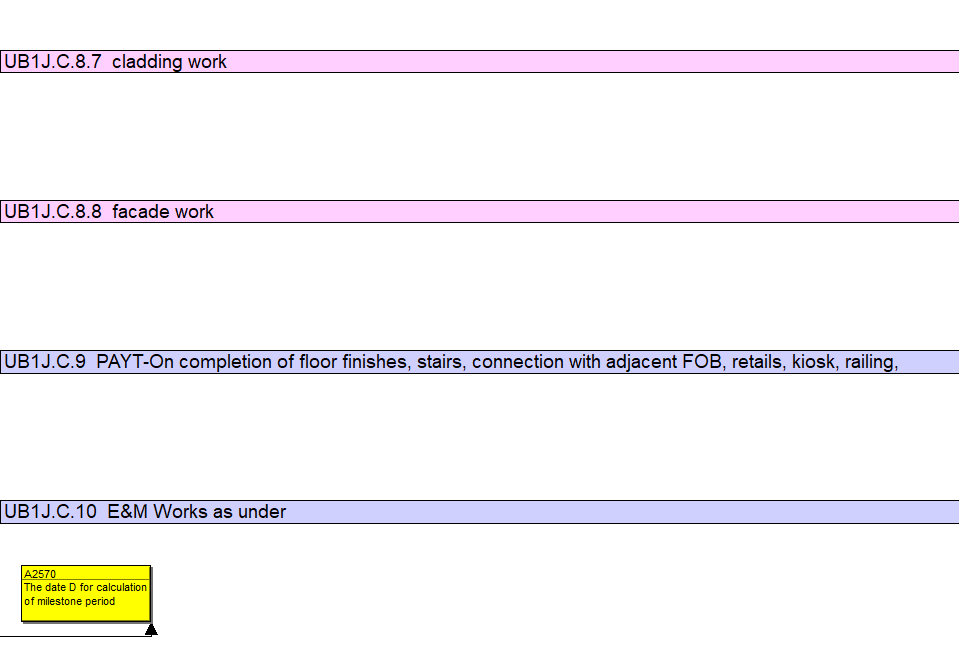 UB1J.C.8.7 cladding work
UB1J.C.8.8 facade work
UB1J.C.9 PAYT-On completion of floor finishes, stairs, connection with adjacent FOB, retails, kiosk, railing,
UB1J.C.10 E&M Works as under
A2570
The date D for calculation
of milestone period